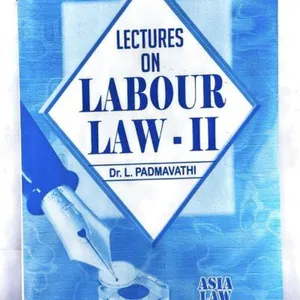 LECTURES
ON
LABOUR
LAW - II
Dr. L. PADMAVATHI
ASIA
LAW